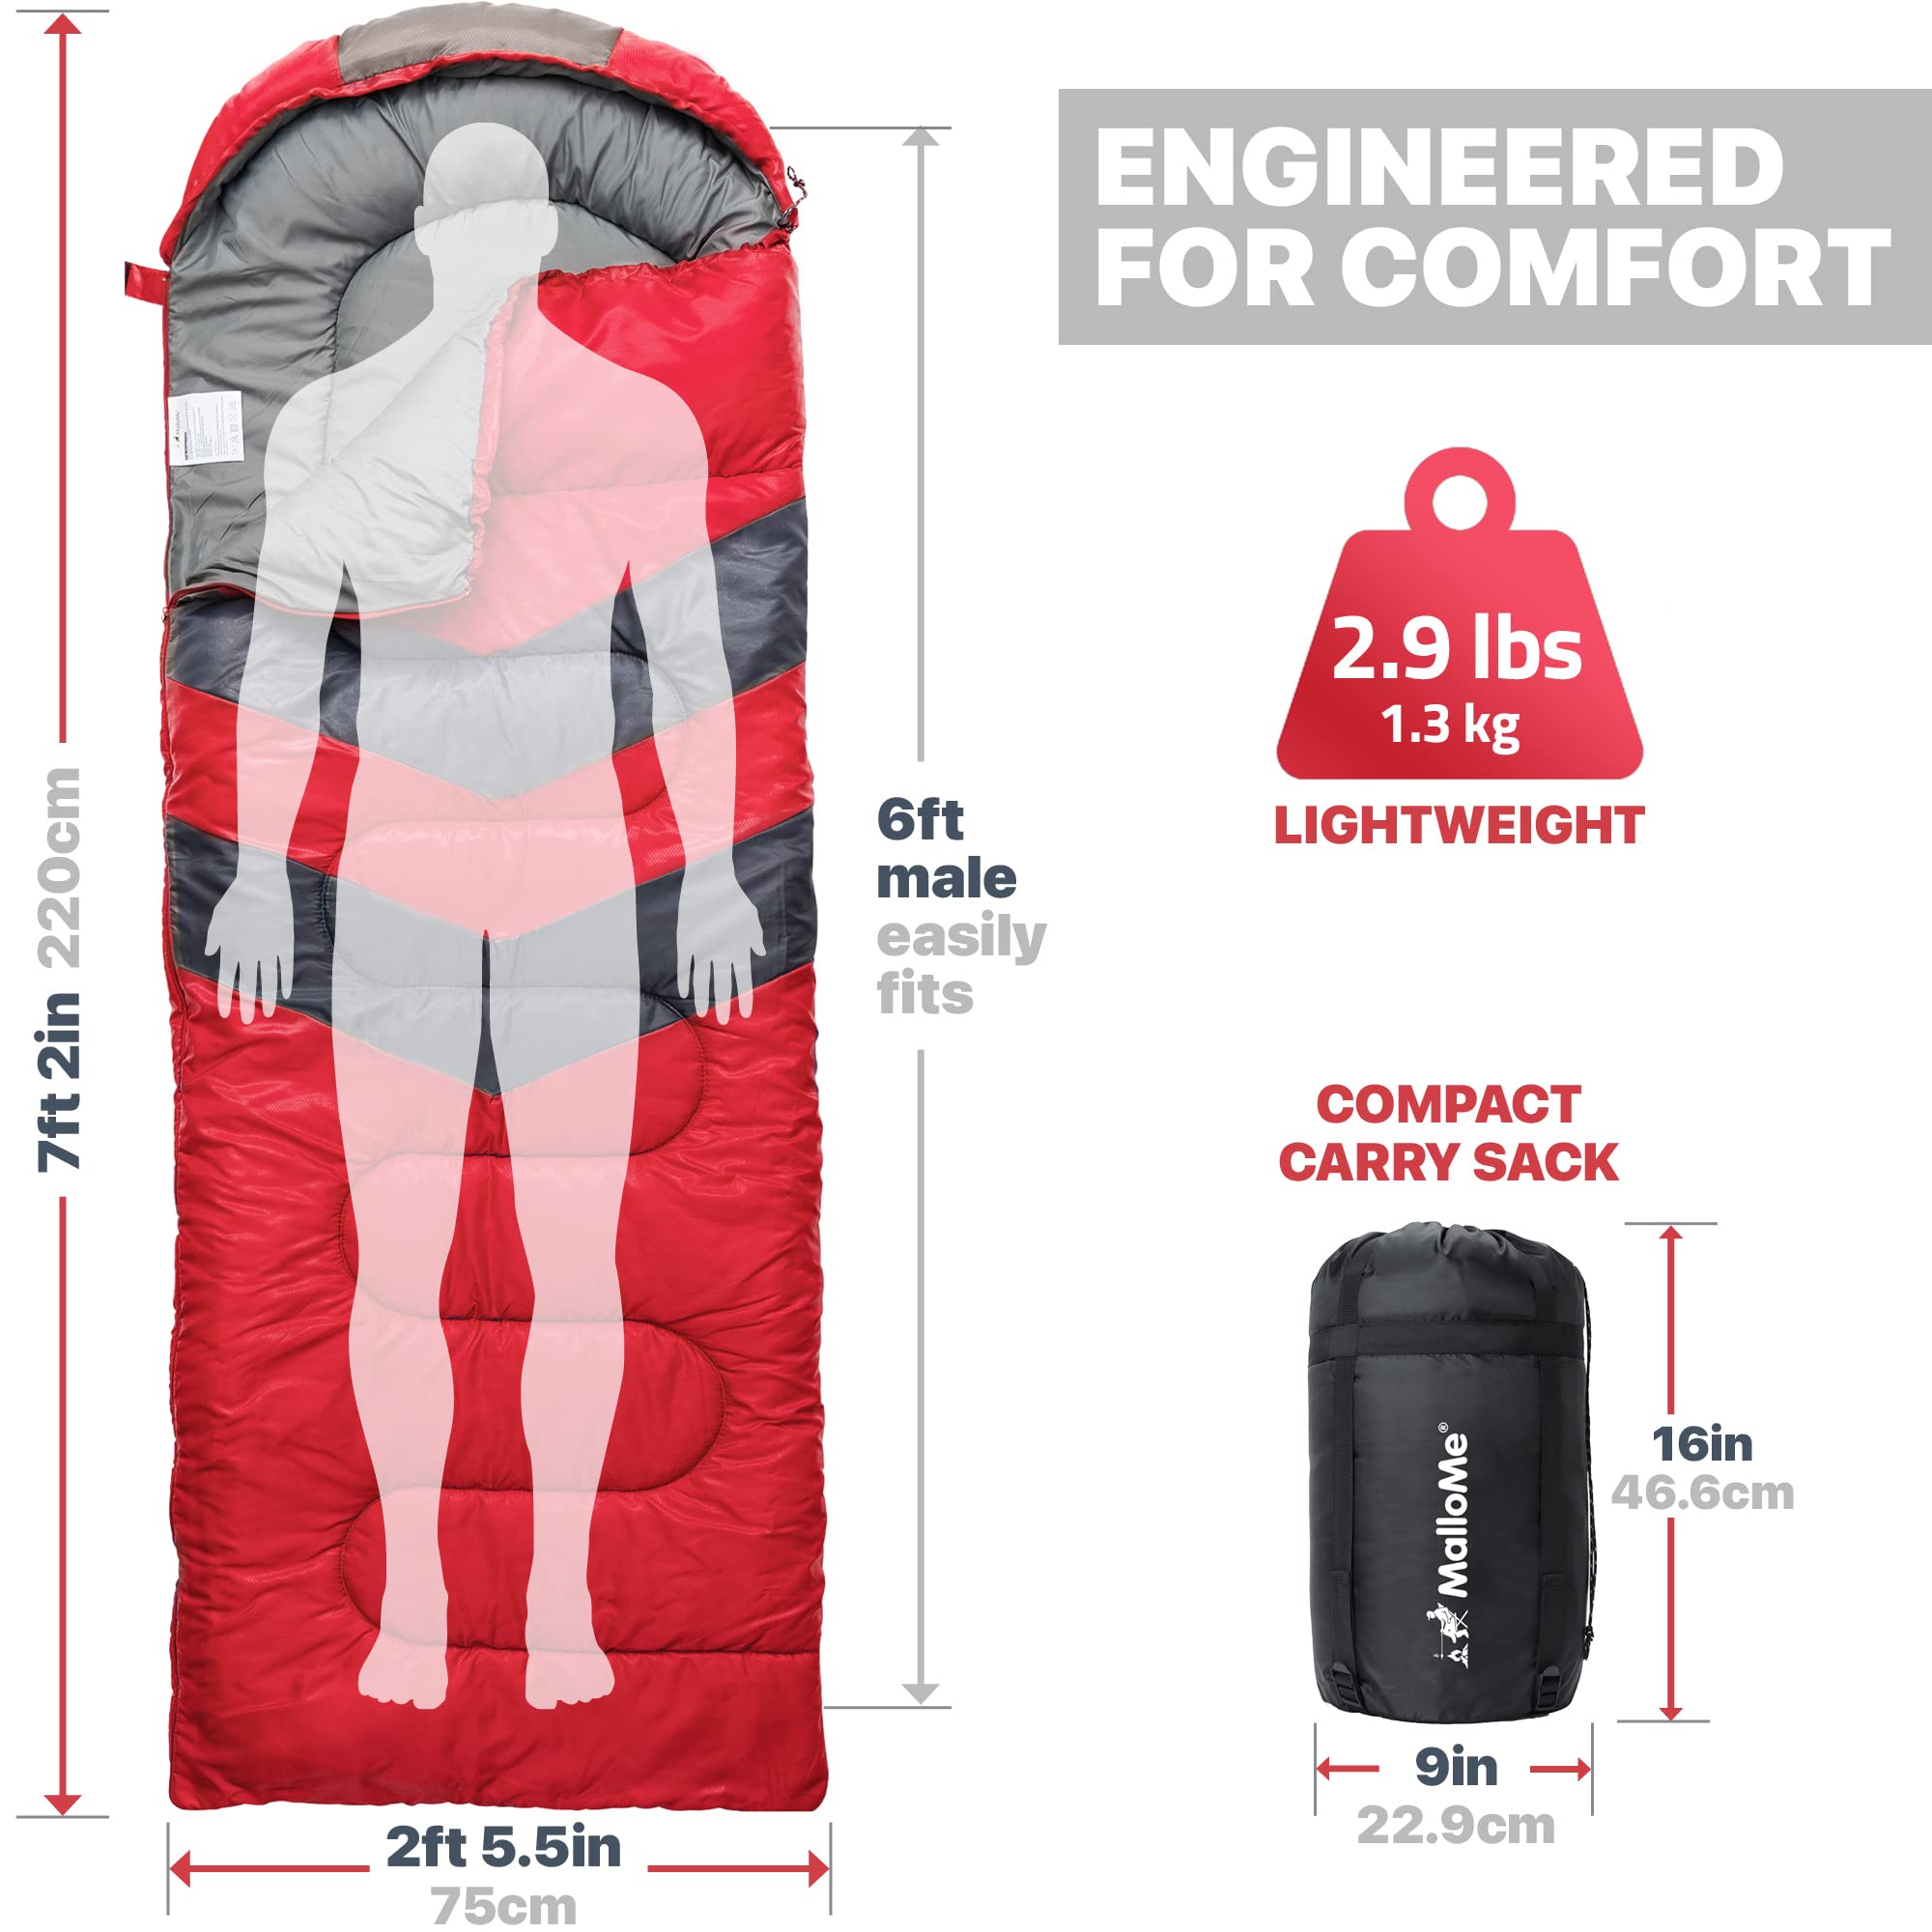 ENGINEERED
FOR COMFORT
7ft 2in 220cm
6ft
male
easily
fits
2.9 lbs
1.3 kg
LIGHTWEIGHT
COMPACT
CARRY SACK
MalloMe®
16in
46.6cm
9in
22.9cm
2ft 5.5in
75cm